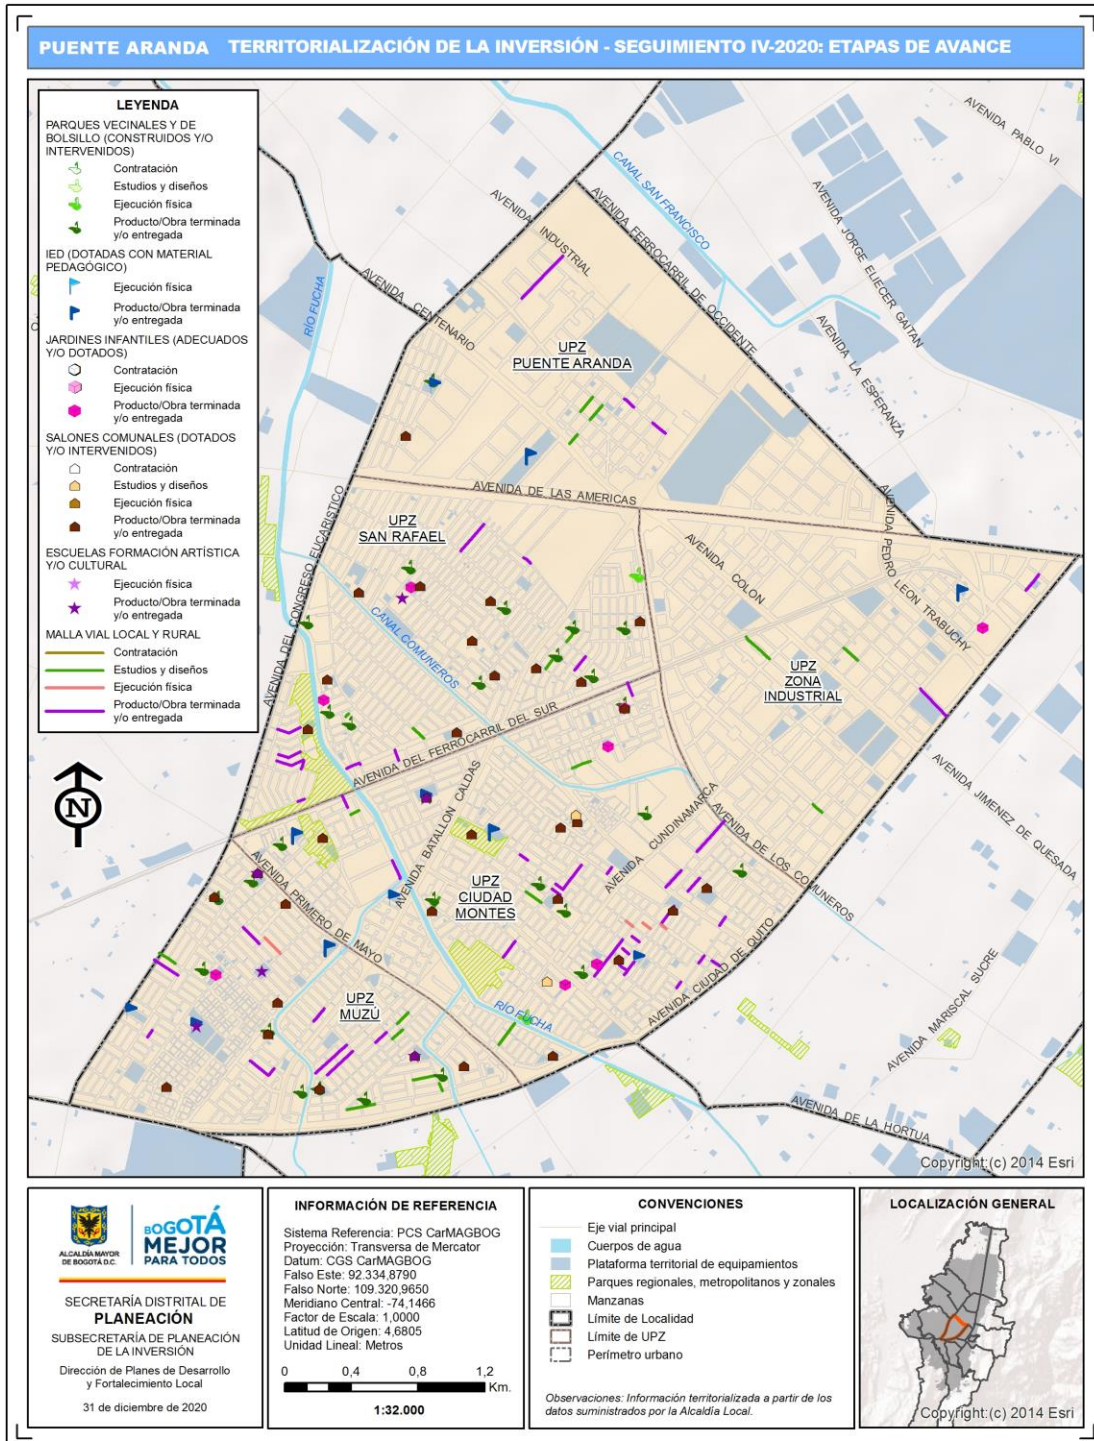 PUENTE ARANDA TERRITORIALIZACIÓN DE LA INVERSIÓN - SEGUIMIENTO IV-2020: ETAPAS DE AVANCE
LEYENDA
PARQUES VECINALES Y DE
BOLSILLO (CONSTRUIDOS Y/O
INTERVENIDOS)
Contratación
Estudios y diseños
Ejecución física
Producto/Obra terminada
y/o entregada
IED (DOTADAS CON MATERIAL
PEDAGÓGICO)
Ejecución física
Producto/Obra terminada
y/o entregada
JARDINES INFANTILES (ADECUADOS
Y/O DOTADOS)
Contratación
Ejecución física
Producto/Obra terminada
y/o entregada
SALONES COMUNALES (DOTADOS
Y/O INTERVENIDOS)
Contratación
Estudios y diseños
Ejecución física
Producto/Obra terminada
y/o entregada
ESCUELAS FORMACIÓN ARTÍSTICA
Y/O CULTURAL
Ejecución física
Producto/Obra terminada
y/o entregada
MALLA VIAL LOCAL Y RURAL
Contratación
Estudios y diseños
Ejecución física
Producto/Obra terminada
y/o entregada
N
AVENIDA PABLO VI
CANAL SAN FRANCISCO
AVENIDA JORGE ELIECER GAITAN
AVENIDA INDUSTRIAL
AVENIDA FERROCARRIL DE OCCIDENTE
RÍO FUCHA
AVENIDA CENTENARIO
AVENIDA LA ESPERANZA
UPZ
PUENTE ARANDA
AVENIDA DE LAS AMERICAS
AVENIDA DEL CONGRESO EUCARISTICO
UPZ
SAN RAFAEL
AVENIDA COLON
AVENIDA PEDRO LEON TRABUCHY
CANAL COMUNEROS
UPZ
ZONA
INDUSTRIAL
AVENIDA DEL FERROCARRIL DEL SUR
AVENIDA BATALLON CALDAS
AVENIDA CUNDINAMARCA
AVENIDA DE LOS COMUNEROS
AVENIDA JIMENEZ DE QUESADA
UPZ
CIUDAD
MONTES
AVENIDA PRIMERO DE MAYO
AVENIDA CIUDAD DE QUITO
AVENIDA MARISCAL SUCRE
UPZ
MUZÚ
RÍO FUCHA
AVENIDA DE LA HORTUA
Copyright:(c) 2014 Esri
ALCALDÍA MAYOR
DE BOGOTÁ D.C.
BOGOTÁ
MEJOR
PARA TODOS
SECRETARÍA DISTRITAL DE
PLANEACIÓN
SUBSECRETARÍA DE PLANEACIÓN
DE LA INVERSIÓN
Dirección de Planes de Desarrollo
y Fortalecimiento Local
31 de diciembre de 2020
INFORMACIÓN DE REFERENCIA
Sistema Referencia: PCS CarMAGBOG
Proyección: Transversa de Mercator
Datum: CGS CarMAGBOG
Falso Este: 92.334,8790
Falso Norte: 109.320,9650
Meridiano Central: -74,1466
Factor de Escala: 1,0000
Latitud de Origen: 4,6805
Unidad Lineal: Metros
0 0,4 0,8 1,2
Km.
1:32.000
CONVENCIONES
Eje vial principal
Cuerpos de agua
Plataforma territorial de equipamientos
Parques regionales, metropolitanos y zonales
Manzanas
Límite de Localidad
Límite de UPZ
Perímetro urbano
Observaciones: Información territorializada a partir de los
datos suministrados por la Alcaldía Local.
LOCALIZACIÓN GENERAL
Copyright:(c) 2014 Esri